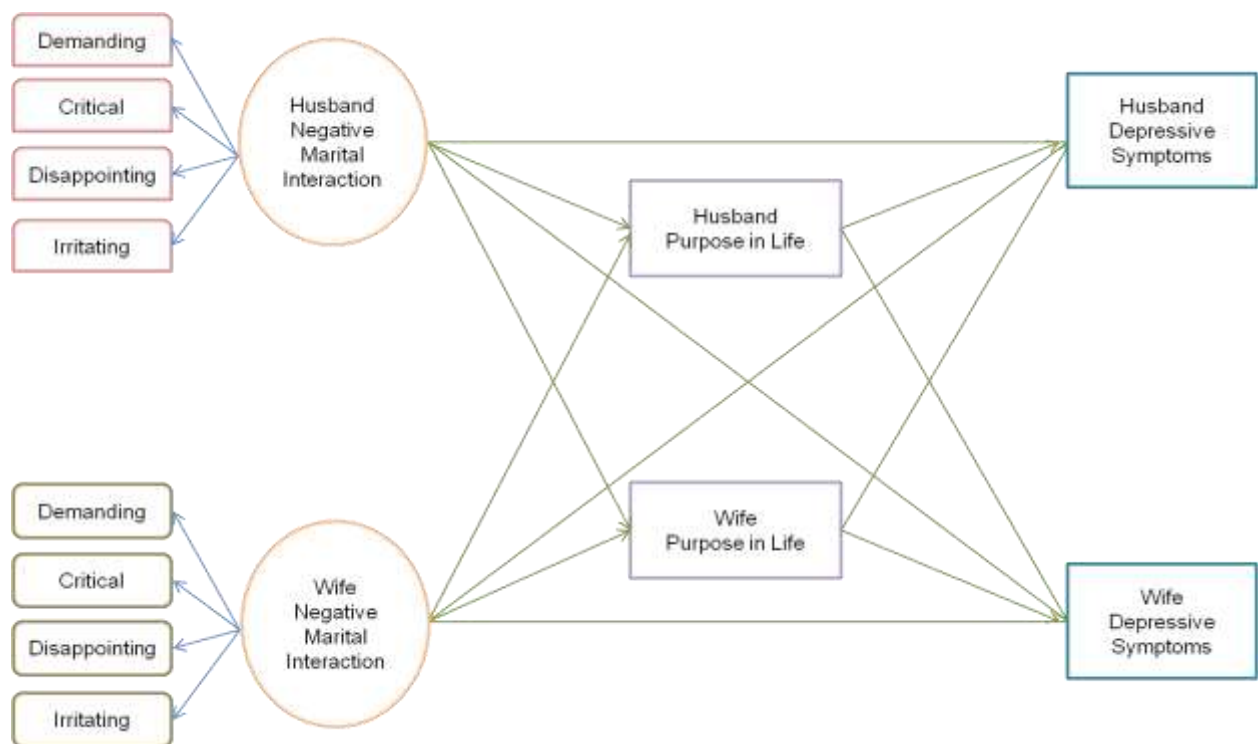 Demanding
Critical
Disappointing
Irritating
Husband
Negative
Marital
Interaction
Husband
Purpose in Life
Husband
Depressive
Symptoms
Demanding
Critical
Disappointing
Irritating
Wife
Negative
Marital
Interaction
Wife
Purpose in Life
Wife
Depressive
Symptoms